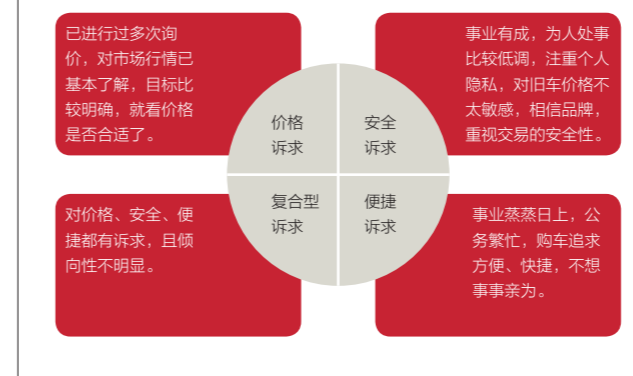 已进行过多次询
价，对市场行情已
基本了解，目标比
较明确，就看价格
是否合适了。
事业有成，为人处事
比较低调，注重个人
隐私，对旧车价格不
太敏感，相信品牌，
重视交易的安全性。
价格
诉求
安全
诉求
复合型
诉求
便捷
诉求
对价格、安全、便
捷都有诉求，且倾
向性不明显。
事业蒸蒸日上，公
务繁忙，购车追求
方便、快捷，不想
事事亲为。